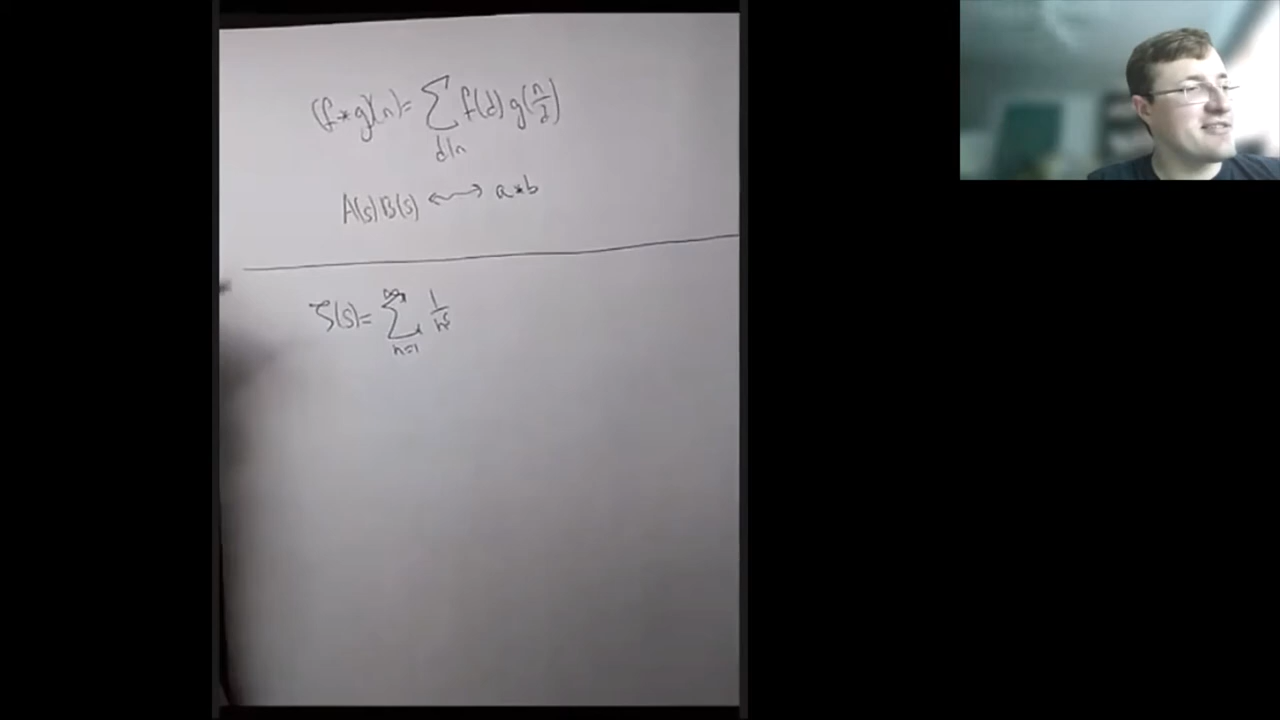 (f*g)(n)= ∑_{d|n} f(d) g(n/d)
A(s)B(s) ⟷ a*b
ζ(s)= ∑_{n=1}^{∞} 1/n^s